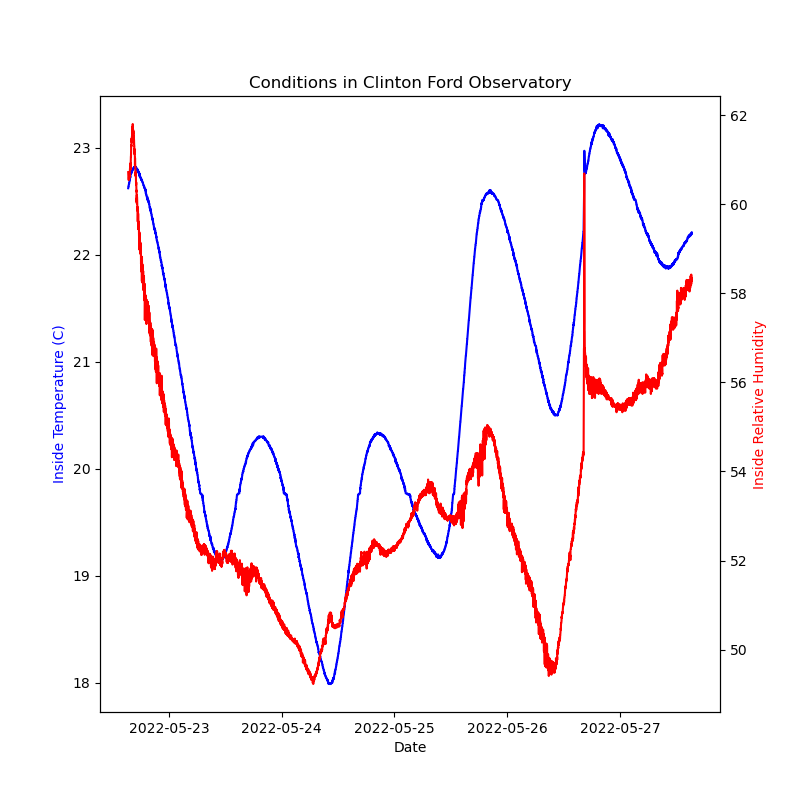 Conditions in Clinton Ford Observatory
Inside Temperature (C)
23
22
21
20
19
18
62
60
58
56
54
52
50
Inside Relative Humidity
2022-05-23 2022-05-24 2022-05-25 2022-05-26 2022-05-27
Date